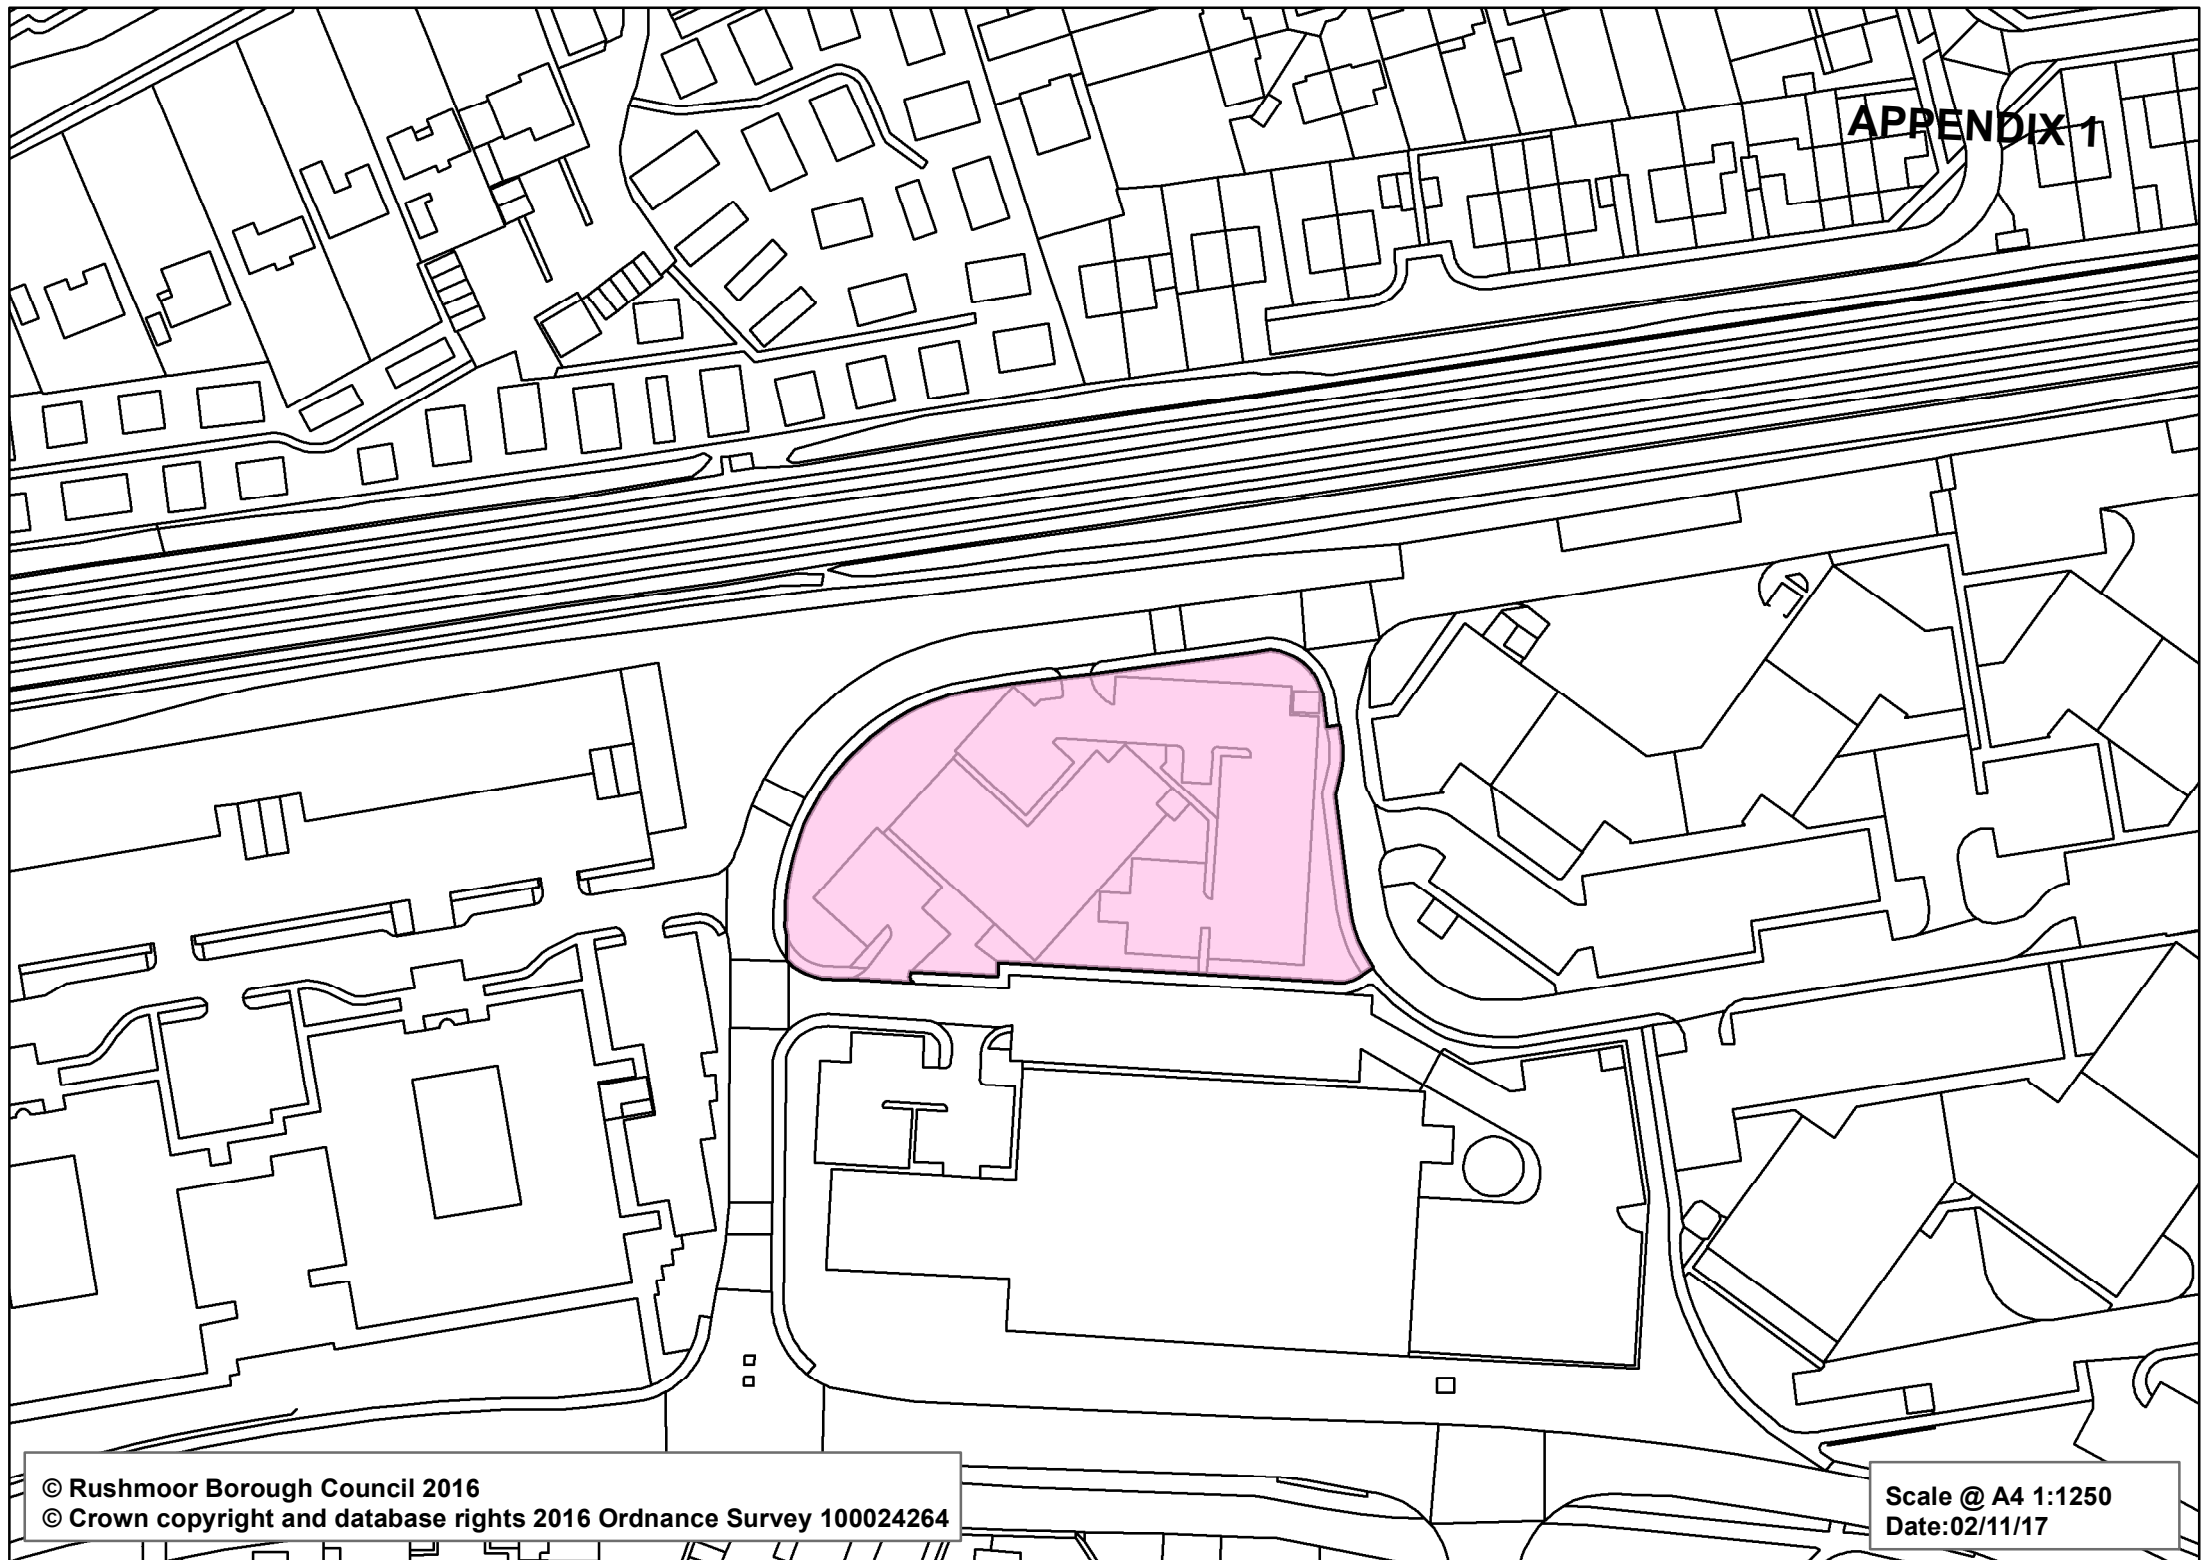 APPENDIX 1
© Rushmoor Borough Council 2016
© Crown copyright and database rights 2016 Ordnance Survey 100024264
Scale @ A4 1:1250
Date:02/11/17